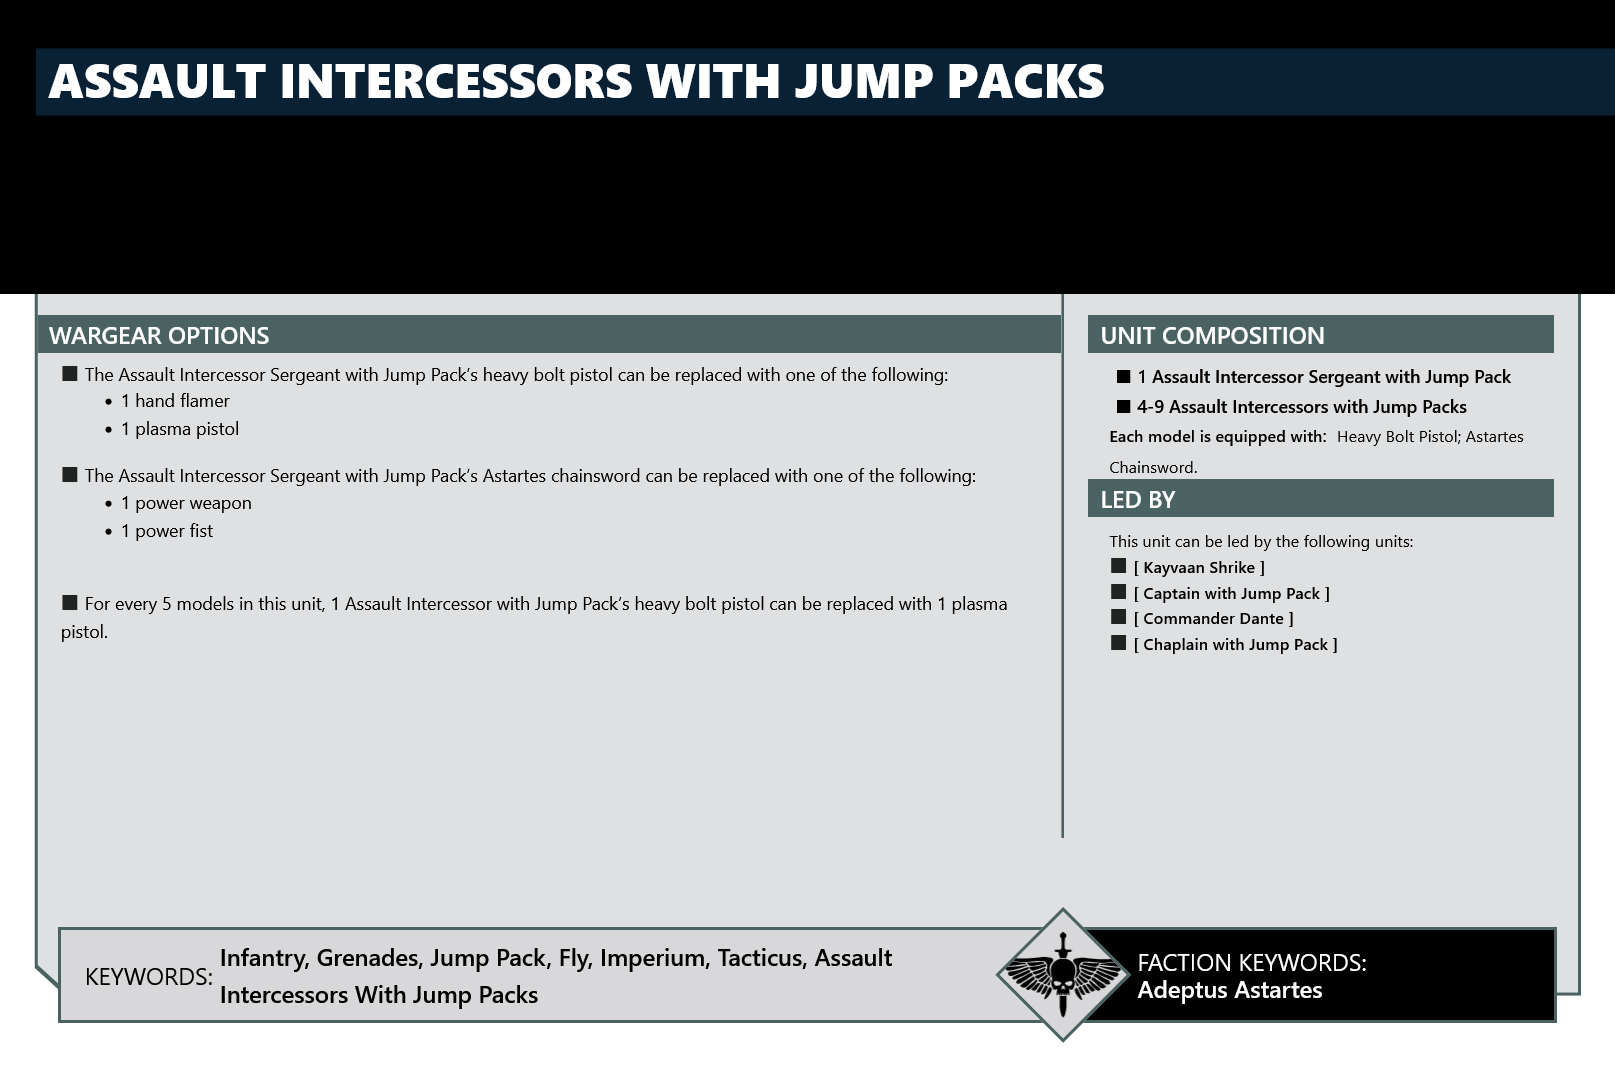 ASSAULT INTERCESSORS WITH JUMP PACKS
WARGEAR OPTIONS
■ The Assault Intercessor Sergeant with Jump Pack’s heavy bolt pistol can be replaced with one of the following:
• 1 hand flamer
• 1 plasma pistol
■ The Assault Intercessor Sergeant with Jump Pack’s Astartes chainsword can be replaced with one of the following:
• 1 power weapon
• 1 power fist
■ For every 5 models in this unit, 1 Assault Intercessor with Jump Pack’s heavy bolt pistol can be replaced with 1 plasma
pistol.
UNIT COMPOSITION
■ 1 Assault Intercessor Sergeant with Jump Pack
■ 4-9 Assault Intercessors with Jump Packs
Each model is equipped with: Heavy Bolt Pistol; Astartes
Chainsword.
LED BY
This unit can be led by the following units:
■ [ Kayvaan Shrike ]
■ [ Captain with Jump Pack ]
■ [ Commander Dante ]
■ [ Chaplain with Jump Pack ]
KEYWORDS: Infantry, Grenades, Jump Pack, Fly, Imperium, Tacticus, Assault
Intercessors With Jump Packs
FACTION KEYWORDS:
Adeptus Astartes